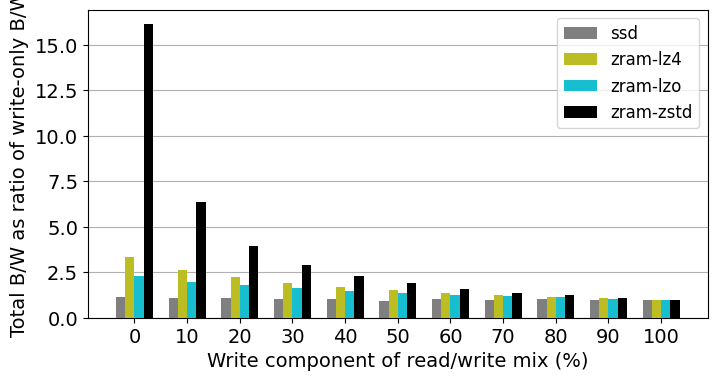 Total B/W as ratio of write-only B/W
15.0
12.5
10.0
7.5
5.0
2.5
0.0
ssd
zram-lz4
zram-lzo
zram-zstd
0 10 20 30 40 50 60 70 80 90 100
Write component of read/write mix (%)